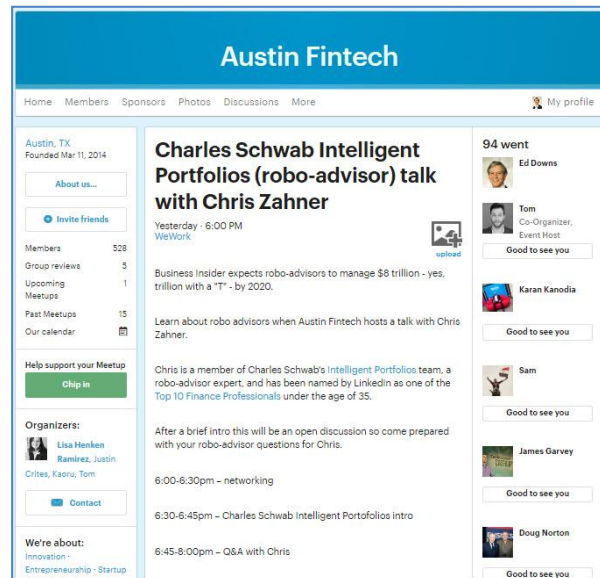 Austin Fintech
Home Members Sponsors Photos Discussions More
My profile
Austin, TX
Founded Mar 11, 2014
About us...
Invite friends
Members 528
Group reviews 5
Upcoming 1
Meetups
Past Meetups 15
Our calendar
Help support your Meetup
Chip in
Organizers:
Lisa Henken
Ramirez, Justin
Crites, Kaoru, Tom
Contact
We're about:
Innovation ·
Entrepreneurship · Startup
Charles Schwab Intelligent
Portfolios (robo-advisor) talk
with Chris Zahner
Yesterday · 6:00 PM
WeWork
upload
Business Insider expects robo-advisors to manage $8 trillion - yes,
trillion with a "T" - by 2020.
Learn about robo advisors when Austin Fintech hosts a talk with Chris
Zahner.
Chris is a member of Charles Schwab's Intelligent Portfolios team, a
robo-advisor expert, and has been named by LinkedIn as one of the
Top 10 Finance Professionals under the age of 35.
After a brief intro this will be an open discussion so come prepared
with your robo-advisor questions for Chris.
6:00-6:30pm – networking
6:30-6:45pm – Charles Schwab Intelligent Portofolios intro
6:45-8:00pm – Q&A with Chris
94 went
Ed Downs
Tom
Co-Organizer,
Event Host
Good to see you
Karan Kanodia
Good to see you
Sam
Good to see you
James Garvey
Good to see you
Doug Norton
Good to see you